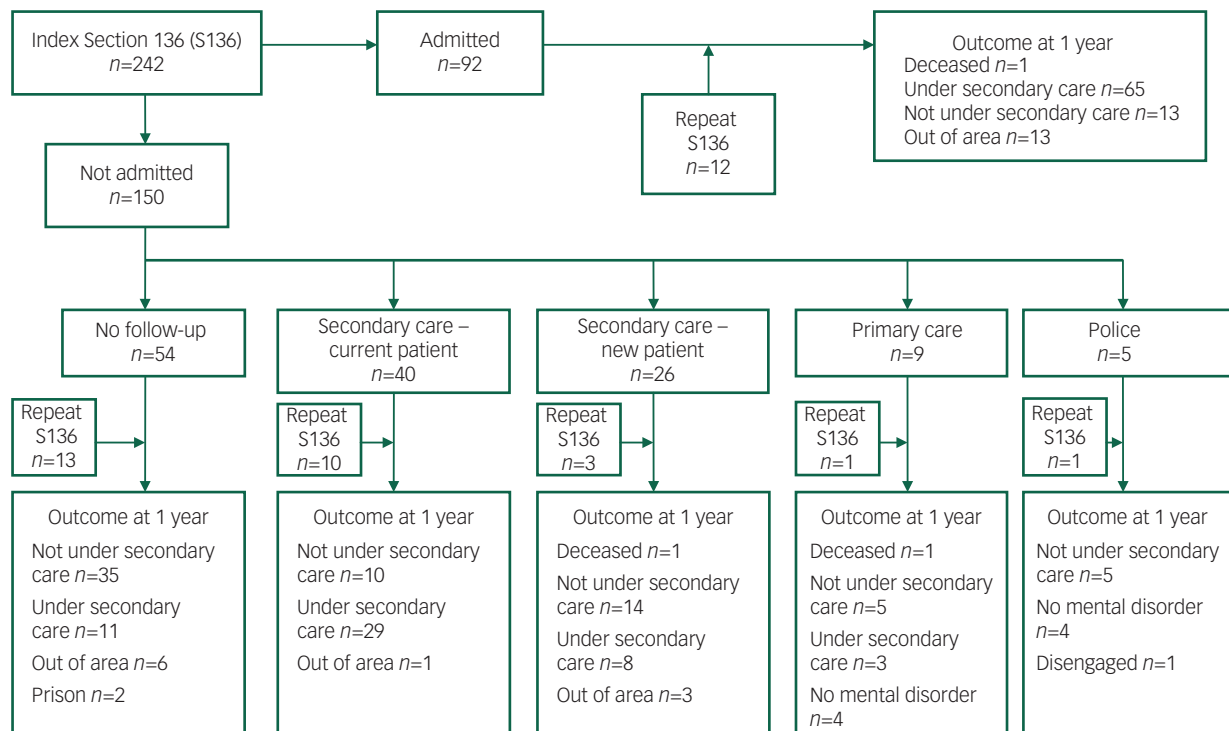 Index Section 136 (S136)
n=242
Admitted
n=92
Repeat
S136
n=12
Outcome at 1 year
Deceased n=1
Under secondary care n=65
Not under secondary care n=13
Out of area n=13
Not admitted
n=150
No follow-up
n=54
Secondary care –
current patient
n=40
Secondary care –
new patient
n=26
Primary care
n=9
Police
n=5
Repeat
S136
n=13
Repeat
S136
n=10
Repeat
S136
n=3
Repeat
S136
n=1
Repeat
S136
n=1
Outcome at 1 year
Not under secondary
care n=35
Under secondary
care n=11
Out of area n=6
Prison n=2
Outcome at 1 year
Not under secondary
care n=10
Under secondary
care n=29
Out of area n=1
Outcome at 1 year
Deceased n=1
Not under secondary
care n=14
Under secondary
care n=8
Out of area n=3
Outcome at 1 year
Deceased n=1
Not under secondary
care n=5
Under secondary
care n=3
No mental disorder
n=4
Outcome at 1 year
Not under secondary
care n=5
No mental disorder
n=4
Disengaged n=1